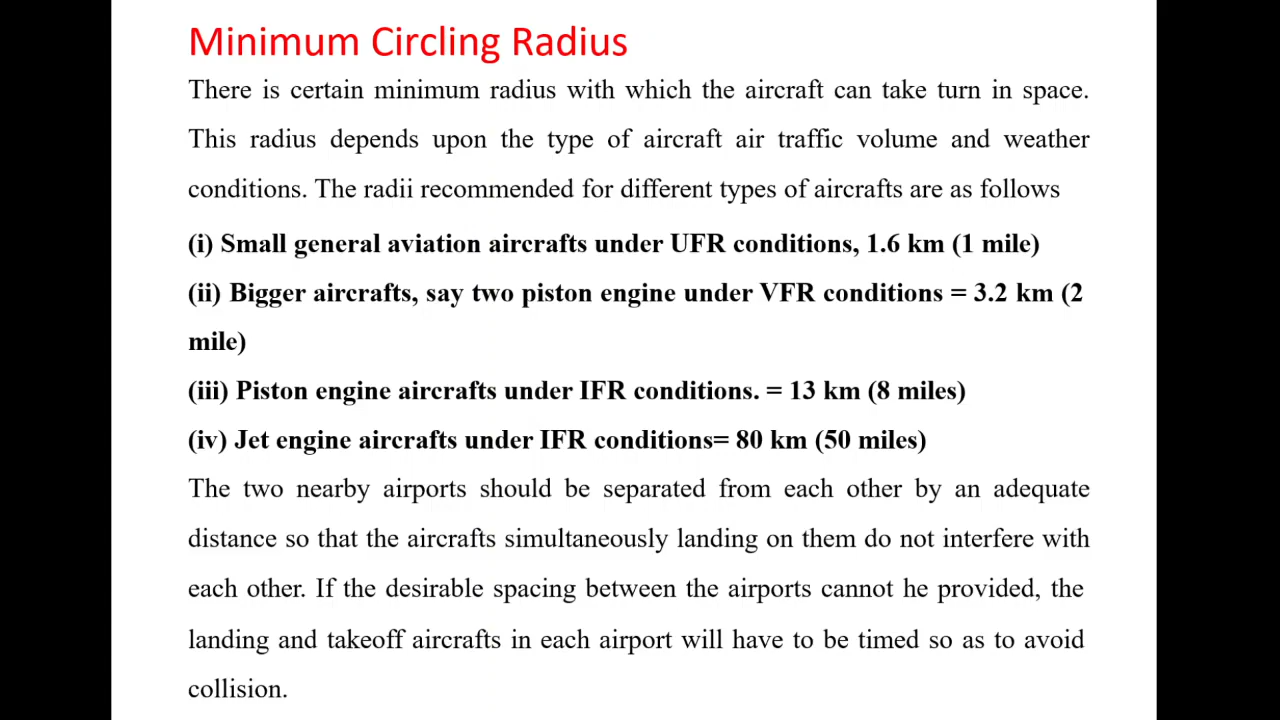 Minimum Circling Radius
There is certain minimum radius with which the aircraft can take turn in space.
This radius depends upon the type of aircraft air traffic volume and weather
conditions. The radii recommended for different types of aircrafts are as follows
(i) Small general aviation aircrafts under UFR conditions, 1.6 km (1 mile)
(ii) Bigger aircrafts, say two piston engine under VFR conditions = 3.2 km (2
mile)
(iii) Piston engine aircrafts under IFR conditions. = 13 km (8 miles)
(iv) Jet engine aircrafts under IFR conditions= 80 km (50 miles)
The two nearby airports should be separated from each other by an adequate
distance so that the aircrafts simultaneously landing on them do not interfere with
each other. If the desirable spacing between the airports cannot he provided, the
landing and takeoff aircrafts in each airport will have to be timed so as to avoid
collision.